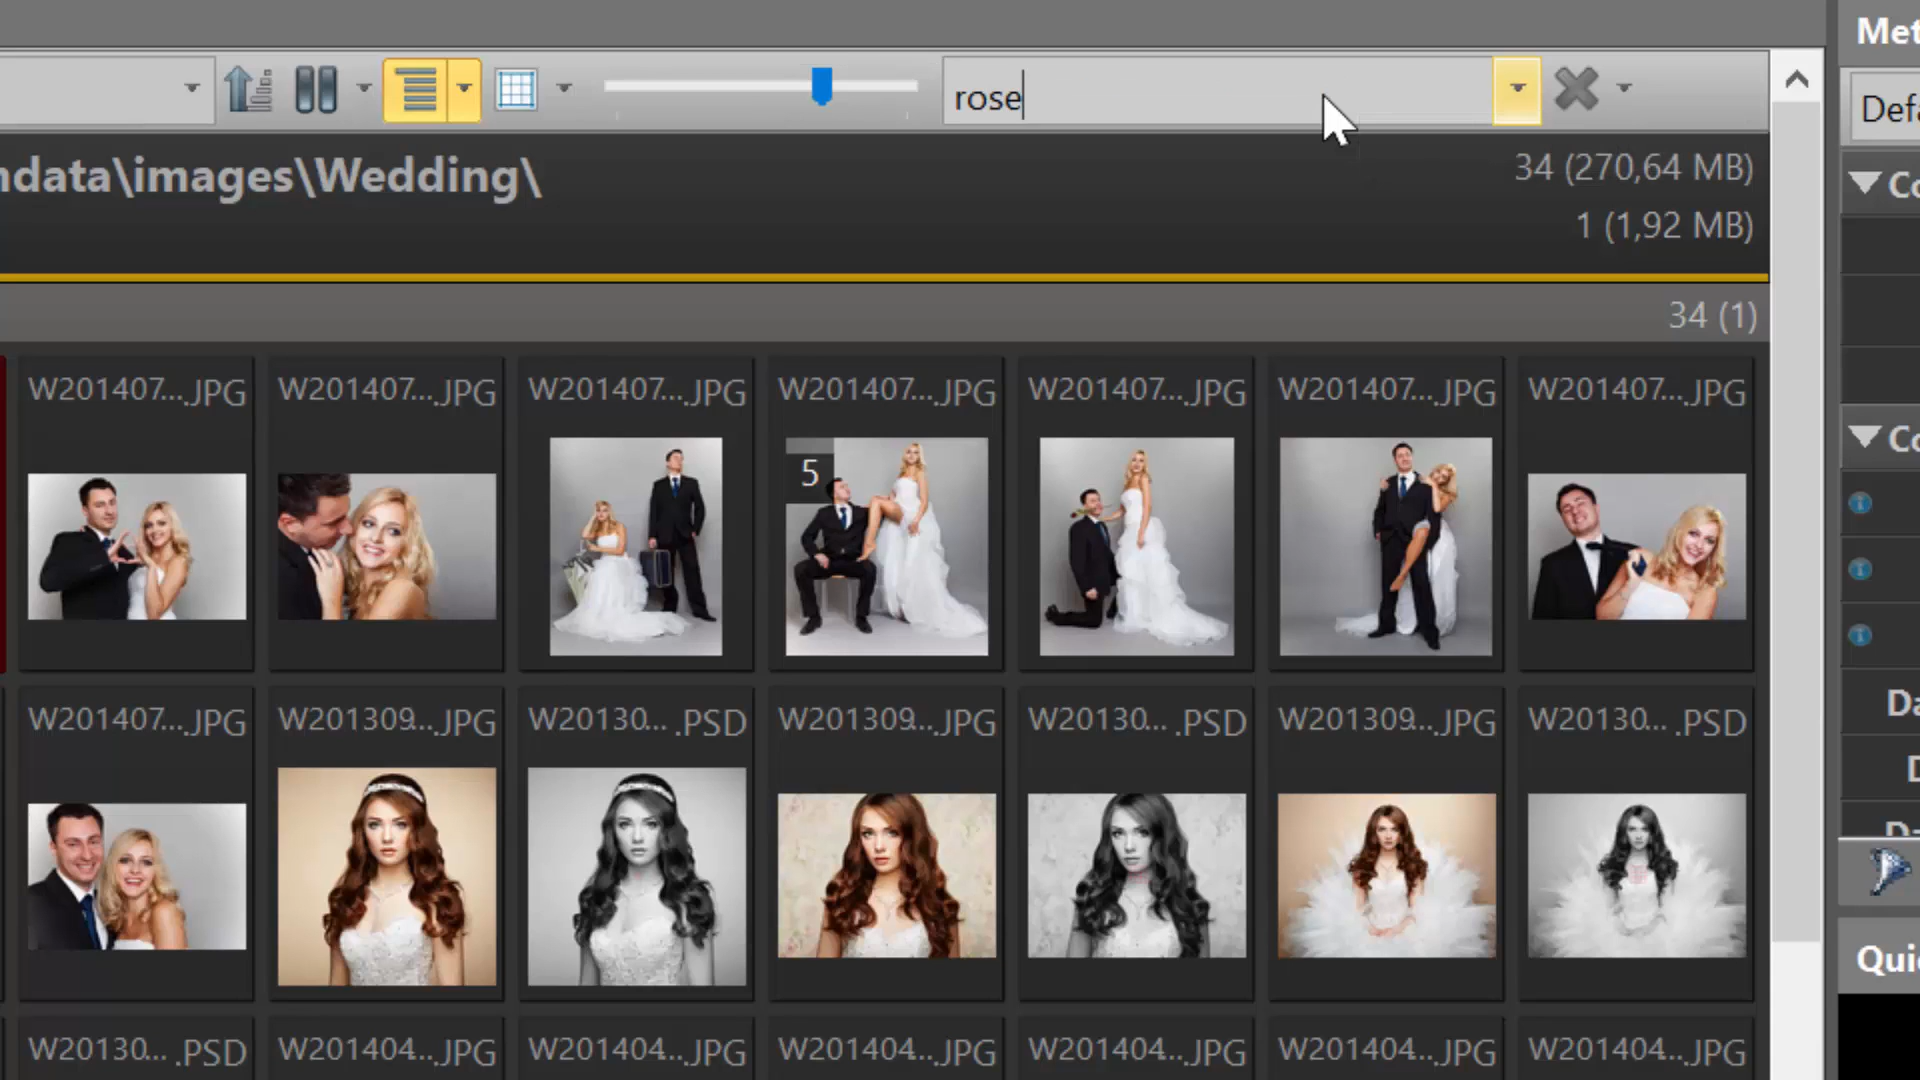 Met
rose
Defa
ndata\images\Wedding\
34 (270,64 MB)
Co
1 (1,92 MB)
34 (1)
W201407....JPG W201407....JPG W201407....JPG W201407....JPG W201407....JPG W201407....JPG W201407....JPG
Co
5
Da
W201407....JPG W201309....JPG W20130... .PSD W201309....JPG W20130... .PSD W201309....JPG W20130... .PSD
D
Da
Quic
W20130... .PSD W201404....JPG W201404....JPG W201404....JPG W201404....JPG W201404....JPG W201404....JPG